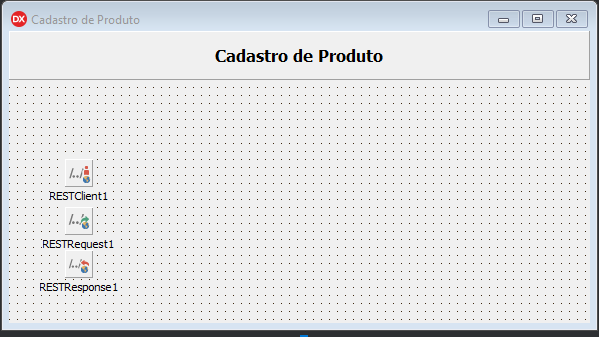 DX Cadastro de Produto
Cadastro de Produto
/../
RESTClient1
/../
RESTRequest1
/../
RESTResponse1